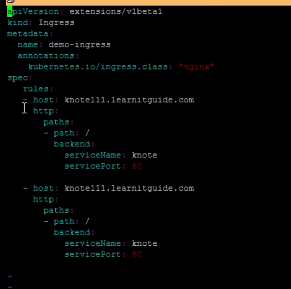 apiVersion: extensions/v1beta1
kind: Ingress
metadata:
  name: demo-ingress
  annotations:
    kubernetes.io/ingress.class: "nginx"
spec:
   rules:
   - host: knote111.learnitguide.com
     http:
       paths:
       - path: /
         backend:
           serviceName: knote
           servicePort: 80

   - host: knote111.learnitguide.com
     http:
       paths:
       - path: /
         backend:
           serviceName: knote
           servicePort: 80
~
~